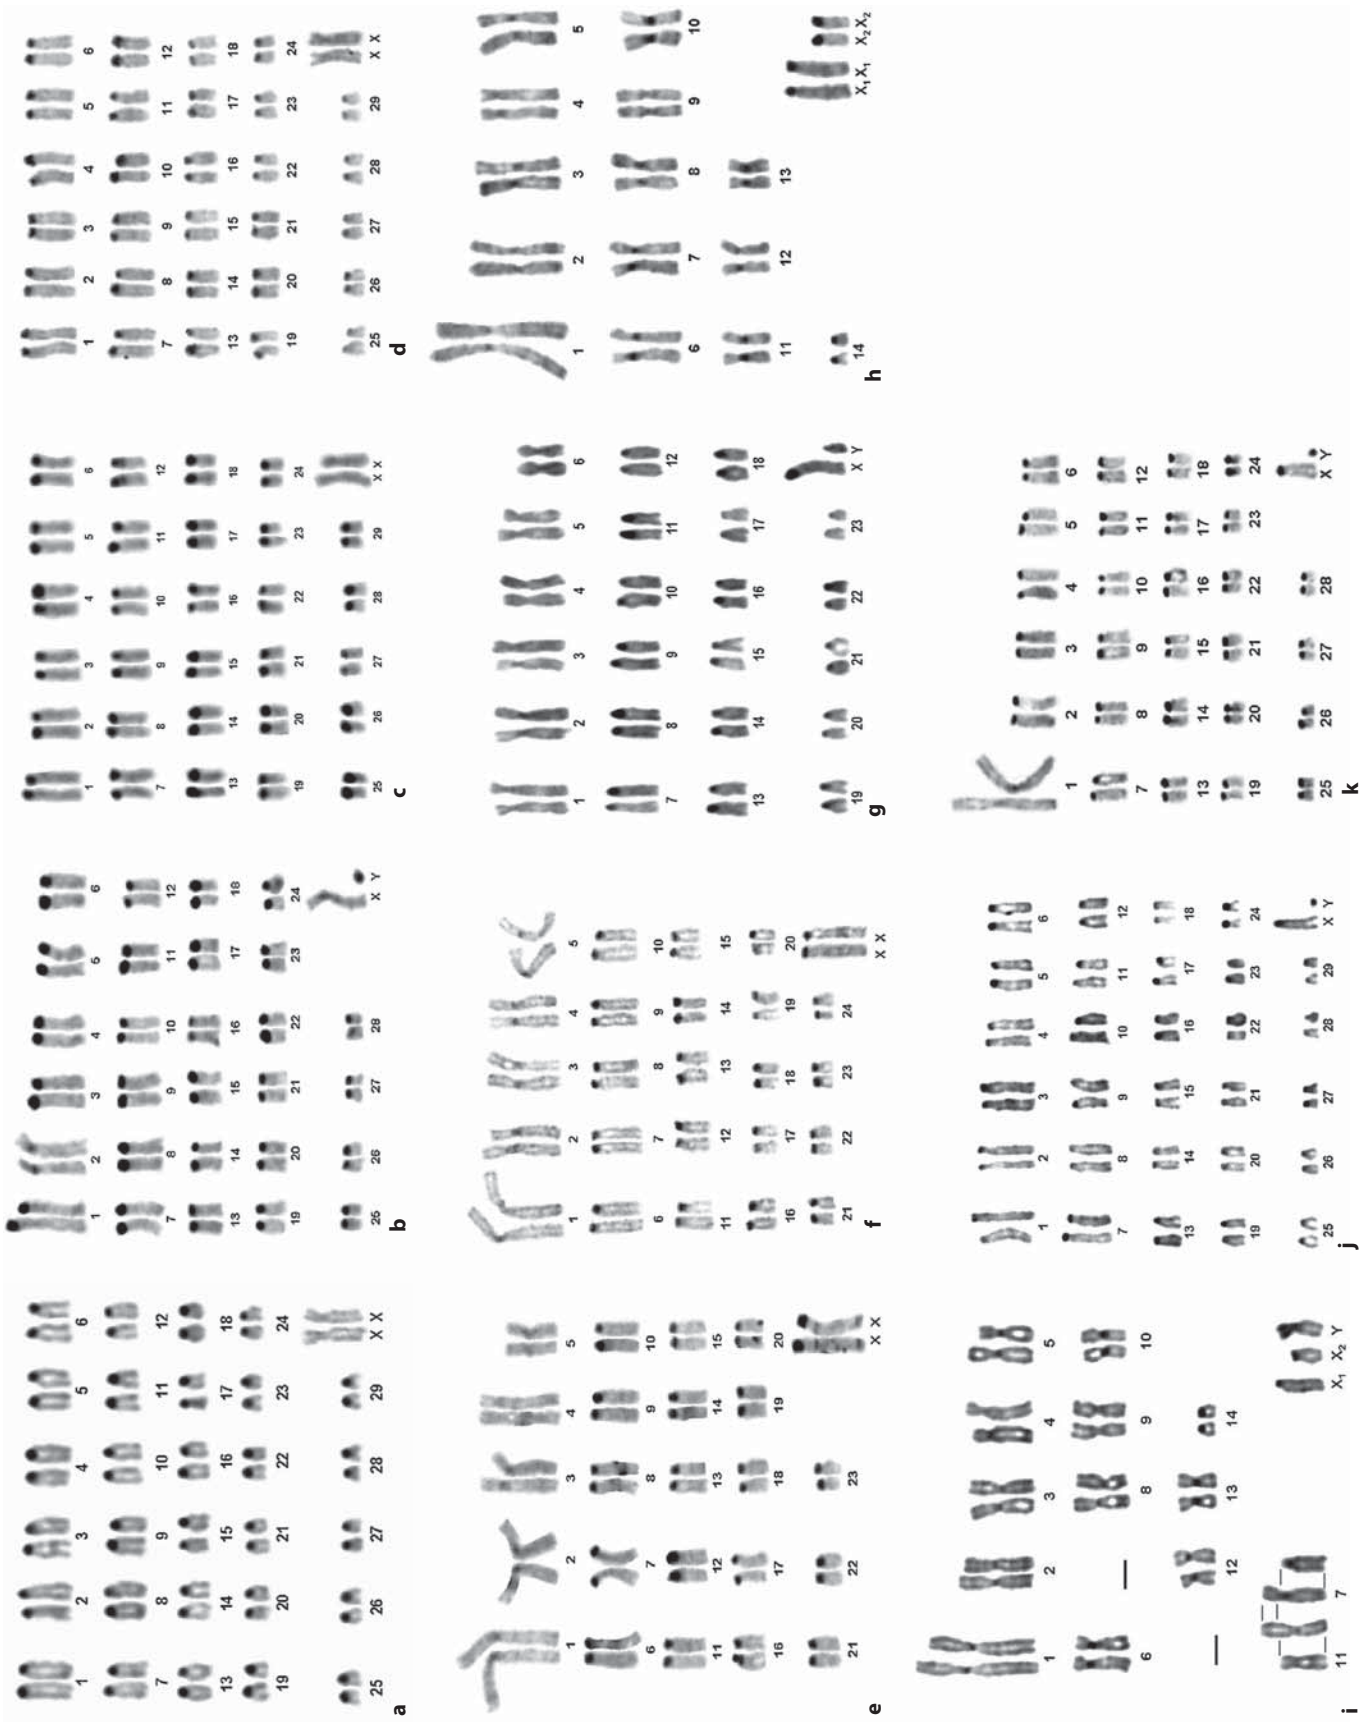 1 2 3 4 5 6
7 8 9 10 11 12
13 14 15 16 17 18
19 20 21 22 23 24
25 26 27 28 29 X X
a
1 2 3 4 5 6
7 8 9 10 11 12
13 14 15 16 17 18
19 20 21 22 23 24
25 26 27 28 X Y
b
1 2 3 4 5 6
7 8 9 10 11 12
13 14 15 16 17 18
19 20 21 22 23 24
25 26 27 28 29 X X
c
1 2 3 4 5 6
7 8 9 10 11 12
13 14 15 16 17 18
19 20 21 22 23 24
25 26 27 28 29 X X
d
1 2 3 4 5
6 7 8 9 10
11 12 13 14 15
16 17 18 19 20
21 22 23 X X
e
1 2 3 4 5
6 7 8 9 10
11 12 13 14 15
16 17 18 19 20
21 22 23 24 X X
f
1 2 3 4 5 6
7 8 9 10 11 12
13 14 15 16 17 18
19 20 21 22 23 X Y
g
1 2 3 4 5
6 7 8 9 10
11 12 13
14 X₁ X₁ X₂ X₂
h
1 2 3 4 5
6 8 9 10
12 13 14
11 7 X₁ X₂ Y
i
1 2 3 4 5 6
7 8 9 10 11 12
13 14 15 16 17 18
19 20 21 22 23 24
25 26 27 28 29 X Y
j
1 2 3 4 5 6
7 8 9 10 11 12
13 14 15 16 17 18
19 20 21 22 23 24
25 26 27 28 X Y
k